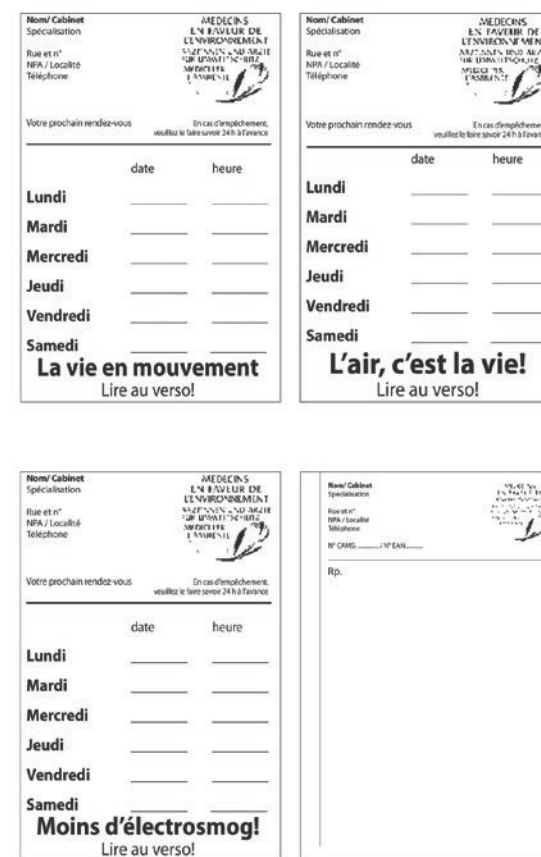 Nom/ Cabinet
Spécialisation
Rue et n°
NPA / Localité
Téléphone
MEDECINS
EN FAVEUR DE
L'ENVIRONNEMENT
Votre prochain rendez-vous
En cas d'empêchement,
veuillez le faire savoir 24 h à l'avance
date heure
Lundi
Mardi
Mercredi
Jeudi
Vendredi
Samedi
La vie en mouvement
Lire au verso!
Nom/ Cabinet
Spécialisation
Rue et n°
NPA / Localité
Téléphone
MEDECINS
EN FAVEUR DE
Votre prochain rendez-vous
veuillez le faire savoir 24 h à
date heure
Lundi
Mardi
Mercredi
Jeudi
Vendredi
Samedi
L'air, c'est la vie!
Lire au verso!
Nom/ Cabinet
Spécialisation
Rue et n°
NPA / Localité
Téléphone
MEDECINS
EN FAVEUR DE
L'ENVIRONNEMENT
Votre prochain rendez-vous
En cas d'empêchement,
veuillez le faire savoir 24 h à l'avance
date heure
Lundi
Mardi
Mercredi
Jeudi
Vendredi
Samedi
Moins d'électrosmog!
Lire au verso!
Nom/ Cabinet
Spécialisation
Rue et n°
NPA / Localité
Téléphone
N° CAMS: / N° EAN:
Rp.